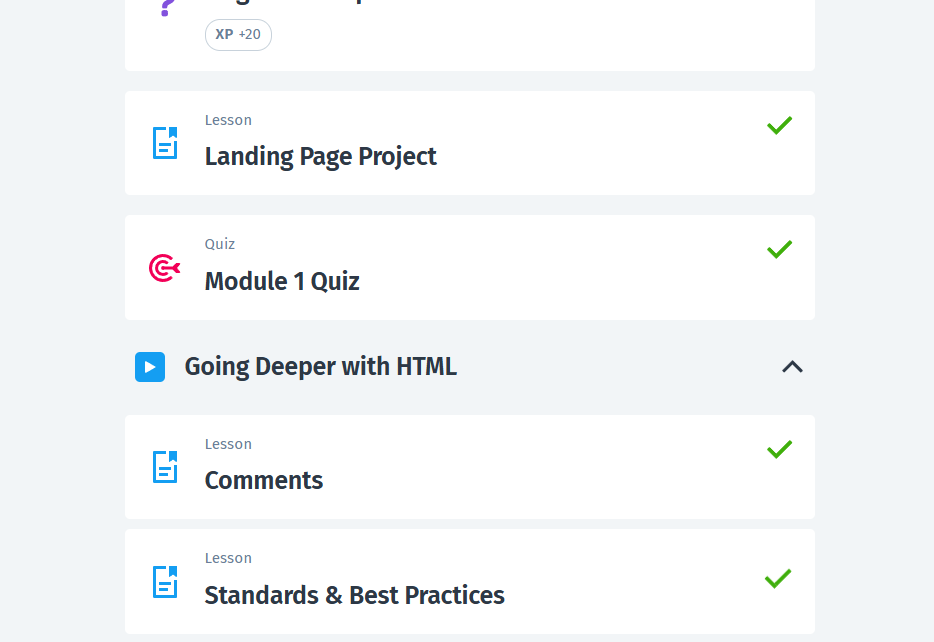 XP +20
Lesson
Landing Page Project
Quiz
Module 1 Quiz
Going Deeper with HTML
Lesson
Comments
Lesson
Standards & Best Practices